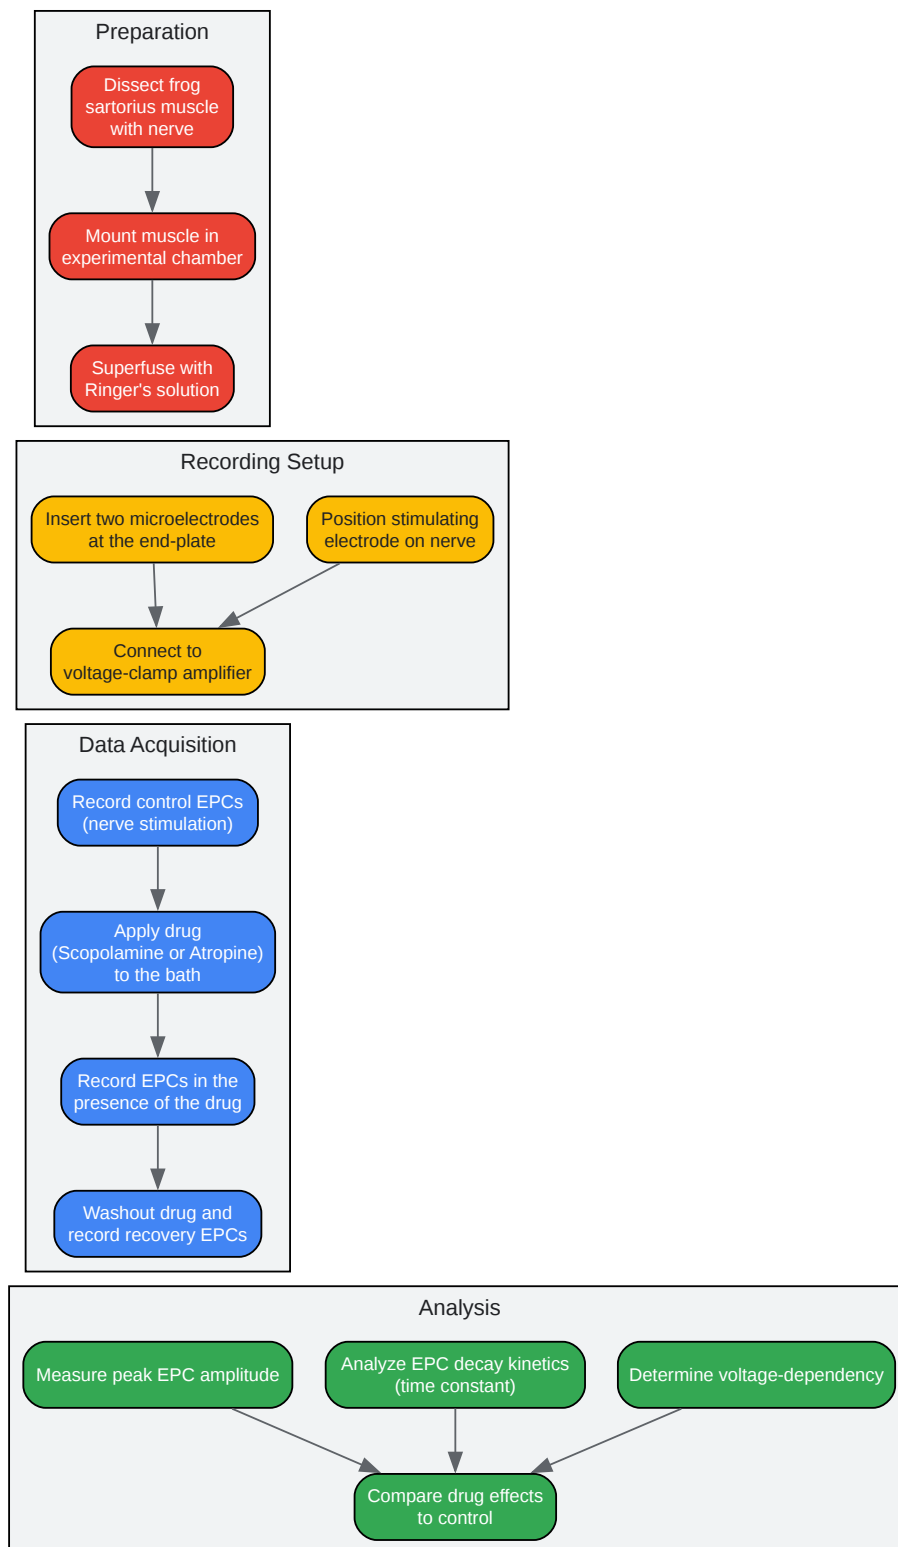 Preparation
Dissect frog
sartorius muscle
with nerve
Mount muscle in
experimental chamber
Superfuse with
Ringer's solution
Recording Setup
Insert two microelectrodes
at the end-plate
Position stimulating
electrode on nerve
Connect to
voltage-clamp amplifier
Data Acquisition
Record control EPCs
(nerve stimulation)
Apply drug
(Scopolamine or Atropine)
to the bath
Record EPCs in the
presence of the drug
Washout drug and
record recovery EPCs
Analysis
Measure peak EPC amplitude
Analyze EPC decay kinetics
(time constant)
Determine voltage-dependency
Compare drug effects
to control